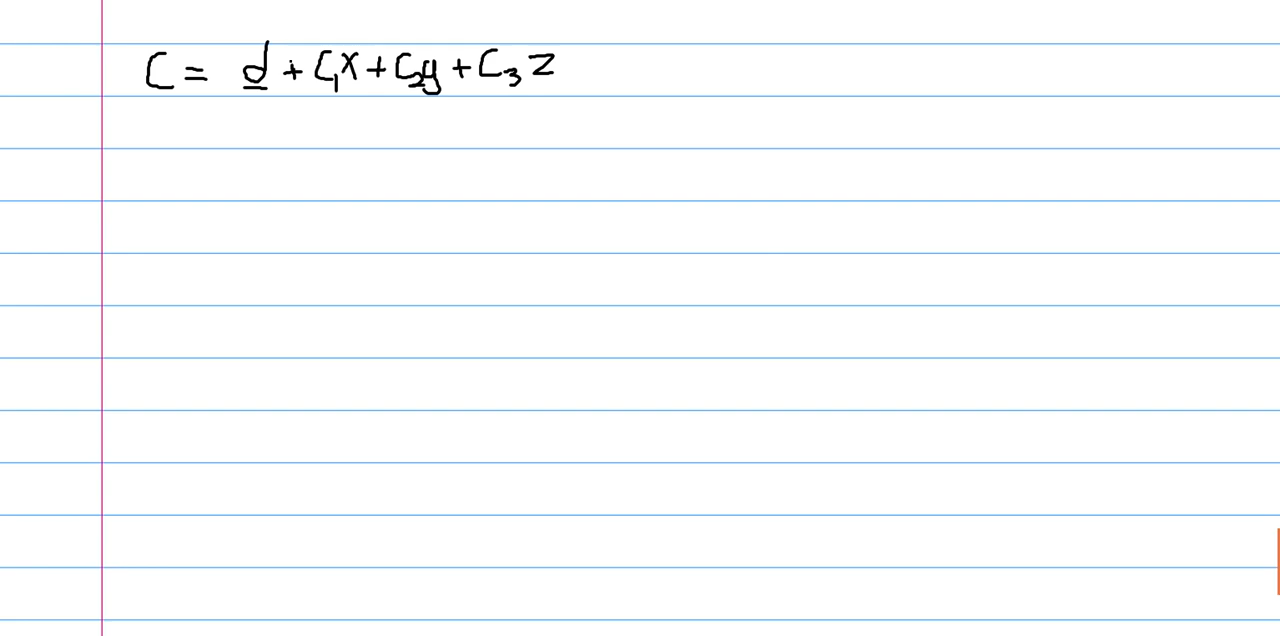 C = d + C₁x + C₂y + C₃z